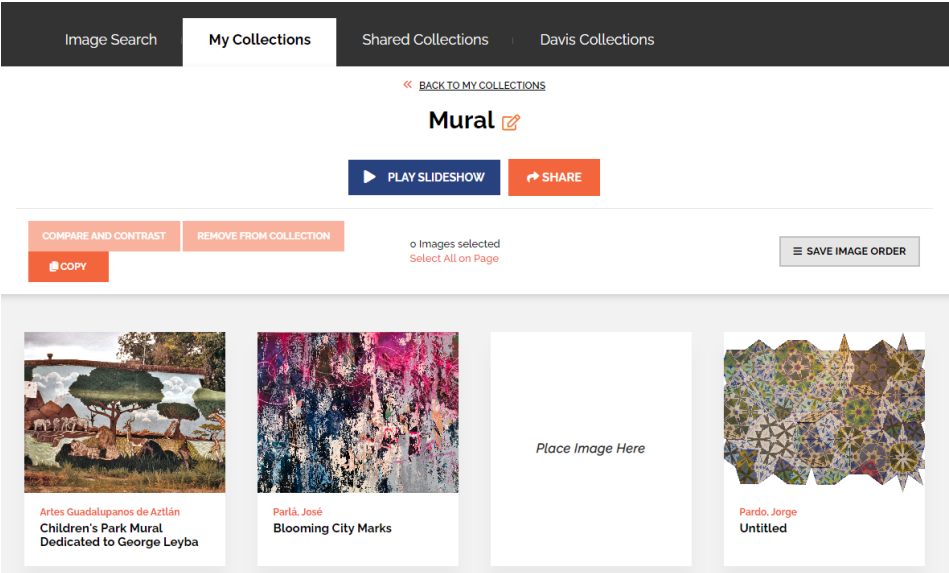 Image Search
My Collections
Shared Collections
Davis Collections
« BACK TO MY COLLECTIONS
Mural
PLAY SLIDESHOW
SHARE
COMPARE AND CONTRAST
REMOVE FROM COLLECTION
COPY
0 Images selected
Select All on Page
SAVE IMAGE ORDER
Artes Guadalupanos de Aztlán
Children's Park Mural
Dedicated to George Leyba
Parlá, José
Blooming City Marks
Place Image Here
Pardo, Jorge
Untitled